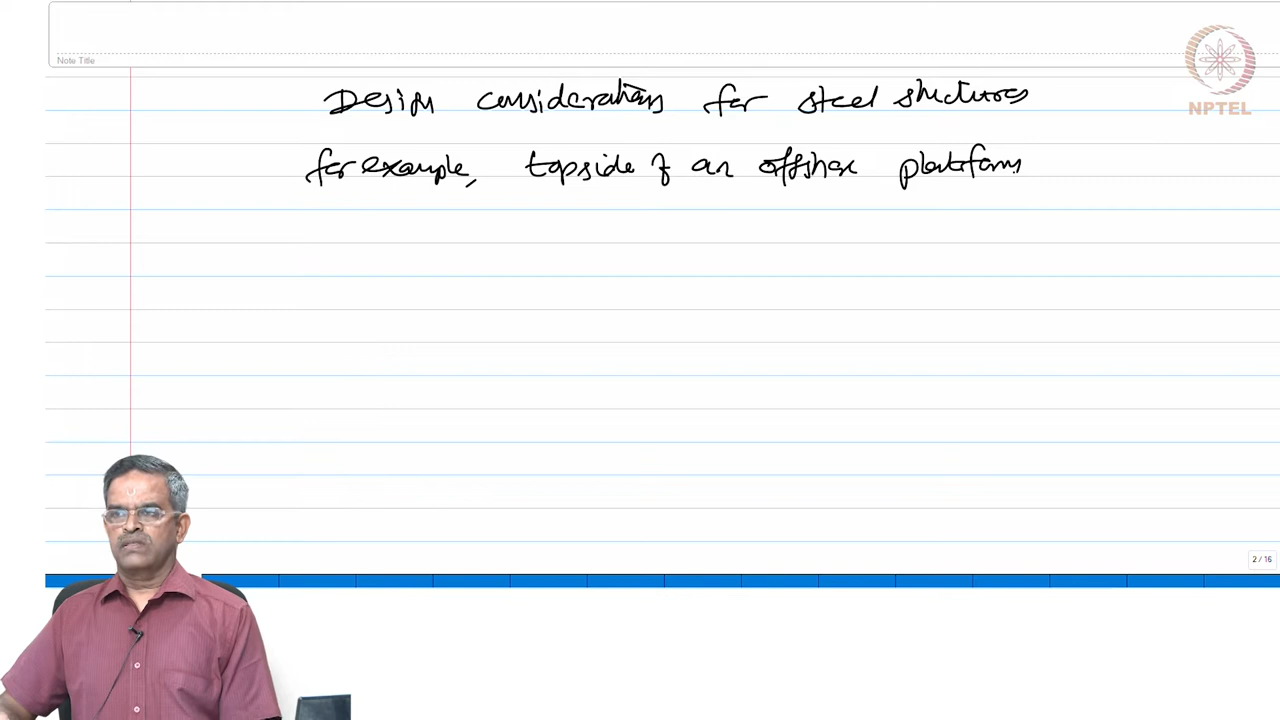 Note Title
NPTEL
Design considerations for steel structures
for example, topside of an offshore platform
2 / 16